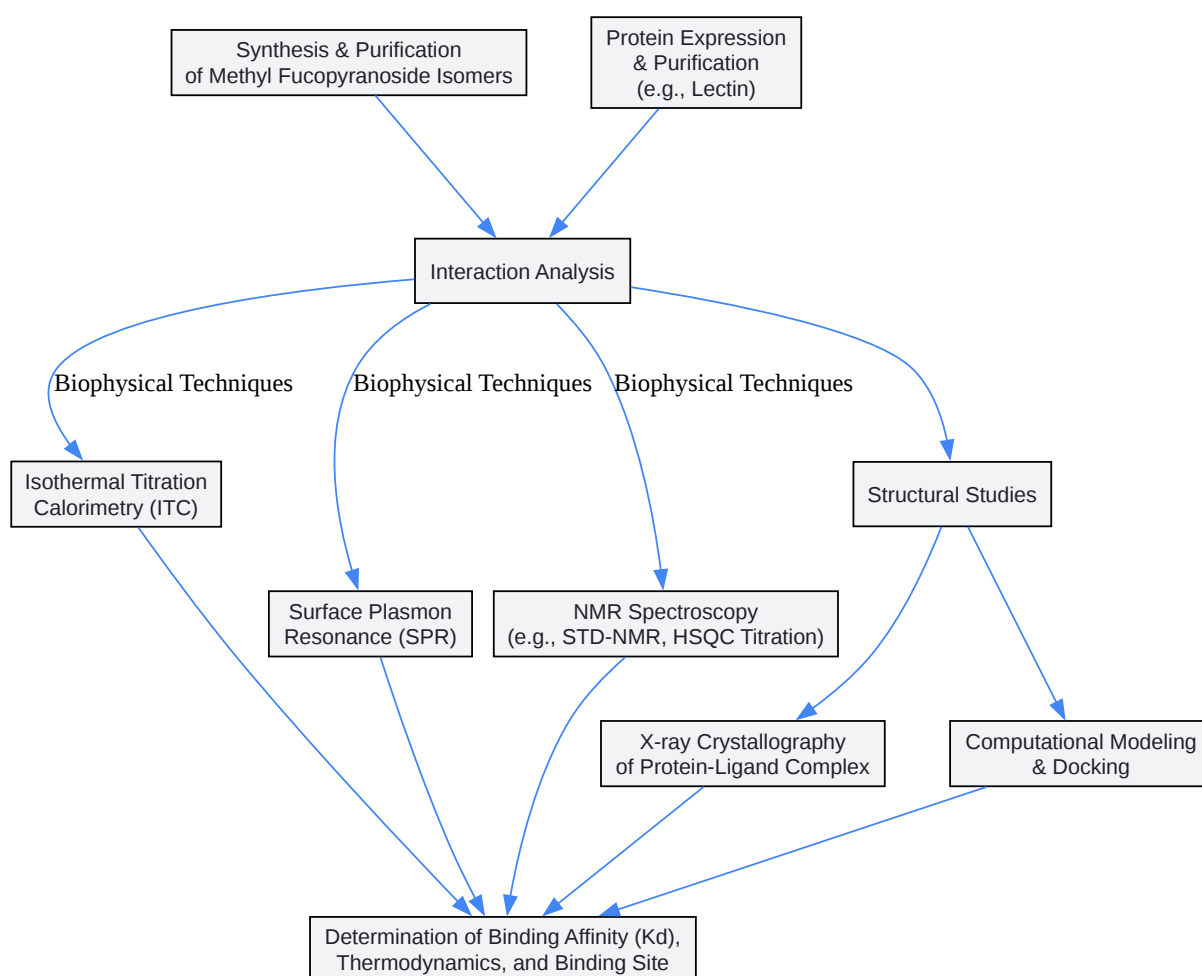 Synthesis & Purification
of Methyl Fucopyranoside Isomers
Protein Expression
& Purification
(e.g., Lectin)
Interaction Analysis
Biophysical Techniques
Biophysical Techniques
Biophysical Techniques
Isothermal Titration
Calorimetry (ITC)
Structural Studies
Surface Plasmon
Resonance (SPR)
NMR Spectroscopy
(e.g., STD-NMR, HSQC Titration)
X-ray Crystallography
of Protein-Ligand Complex
Computational Modeling
& Docking
Determination of Binding Affinity (Kd),
Thermodynamics, and Binding Site